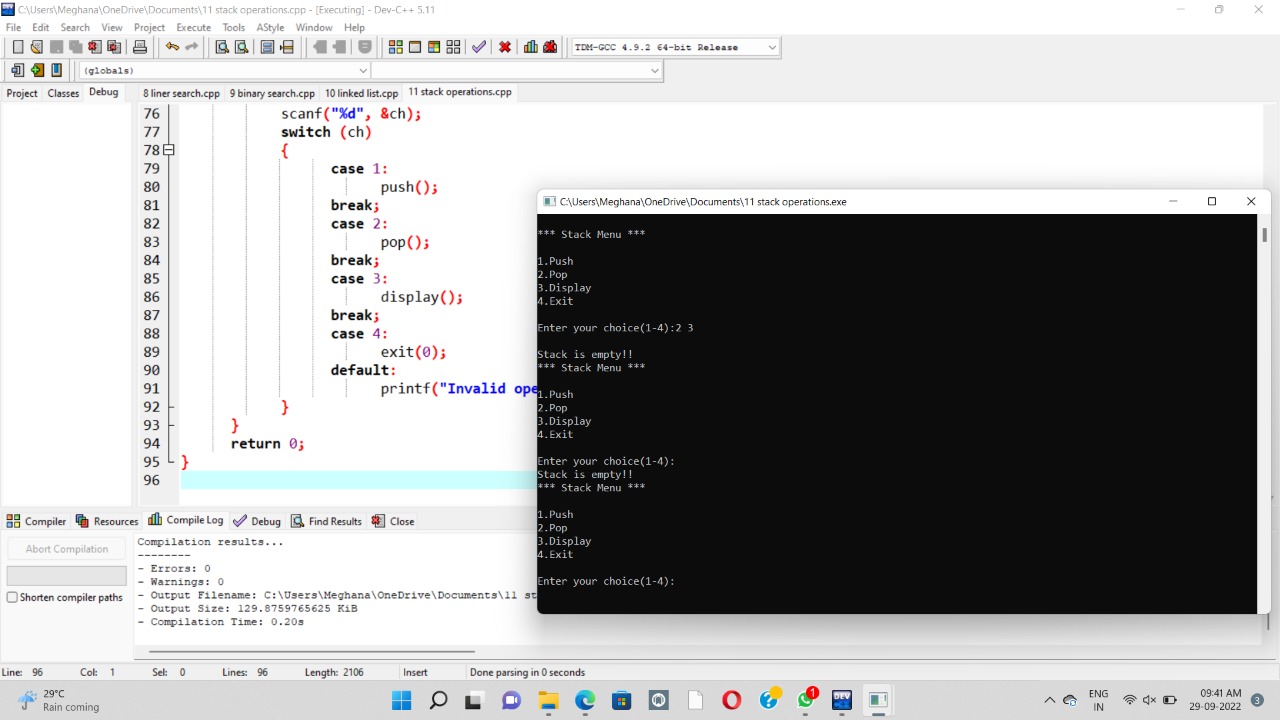 C:\Users\Meghana\OneDrive\Documents\11 stack operations.cpp - [Executing] - Dev-C++ 5.11
File Edit Search View Project Execute Tools AStyle Window Help
TDM-GCC 4.9.2 64-bit Release
(globals)
Project Classes Debug
8 liner search.cpp 9 binary search.cpp 10 linked list.cpp 11 stack operations.cpp
76 scanf("%d", &ch);
77 switch (ch)
78 {
79 case 1:
80 push();
81 break;
82 case 2:
83 pop();
84 break;
85 case 3:
86 display();
87 break;
88 case 4:
89 exit(0);
90 default:
91 printf("Invalid ope
92 }
93 }
94 return 0;
95 }
96
C:\Users\Meghana\OneDrive\Documents\11 stack operations.exe
*** Stack Menu ***
1.Push
2.Pop
3.Display
4.Exit
Enter your choice(1-4):2 3
Stack is empty!!
*** Stack Menu ***
1.Push
2.Pop
3.Display
4.Exit
Enter your choice(1-4):
Stack is empty!!
*** Stack Menu ***
1.Push
2.Pop
3.Display
4.Exit
Enter your choice(1-4):
Compiler Resources Compile Log Debug Find Results Close
Abort Compilation
Shorten compiler paths
Compilation results...
--------
- Errors: 0
- Warnings: 0
- Output Filename: C:\Users\Meghana\OneDrive\Documents\11 st
- Output Size: 129.8759765625 KiB
- Compilation Time: 0.20s
Line: 96 Col: 1 Sel: 0 Lines: 96 Length: 2106 Insert Done parsing in 0 seconds
29°C
Rain coming
1
DEV
ENG
IN
09:41 AM
29-09-2022
3